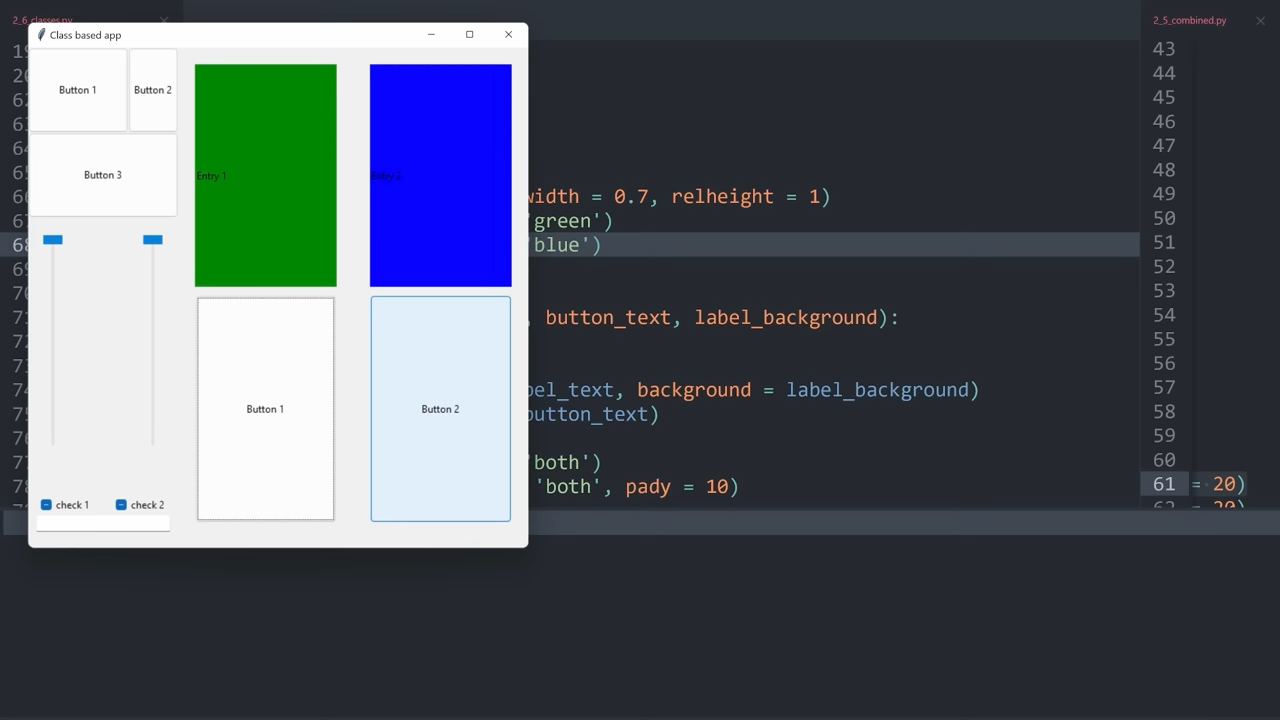 2_6_classes.py
2_5_combined.py
Class based app
Button 1
Button 2
Button 3
Entry 1
Entry 2
Button 1
Button 2
check 1
check 2
width = 0.7, relheight = 1)
'green')
'blue')
, button_text, label_background):
bel_text, background = label_background)
button_text)
'both')
'both', pady = 10)
43
44
45
46
47
48
49
50
51
52
53
54
55
56
57
58
59
60
61 = 20)